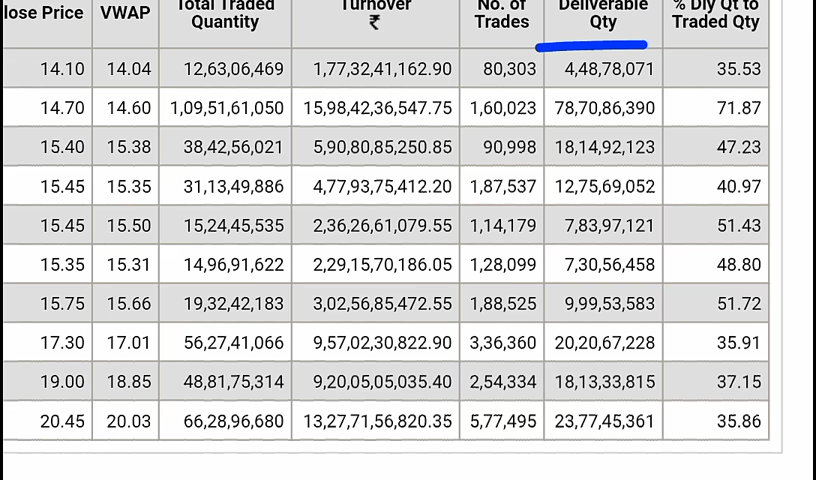 lose Price VWAP Total Traded Quantity Turnover ₹ No. of Trades Deliverable Qty % Dly Qt to Traded Qty
14.10 14.04 12,63,06,469 1,77,32,41,162.90 80,303 4,48,78,071 35.53
14.70 14.60 1,09,51,61,050 15,98,42,36,547.75 1,60,023 78,70,86,390 71.87
15.40 15.38 38,42,56,021 5,90,80,85,250.85 90,998 18,14,92,123 47.23
15.45 15.35 31,13,49,886 4,77,93,75,412.20 1,87,537 12,75,69,052 40.97
15.45 15.50 15,24,45,535 2,36,26,61,079.55 1,14,179 7,83,97,121 51.43
15.35 15.31 14,96,91,622 2,29,15,70,186.05 1,28,099 7,30,56,458 48.80
15.75 15.66 19,32,42,183 3,02,56,85,472.55 1,88,525 9,99,53,583 51.72
17.30 17.01 56,27,41,066 9,57,02,30,822.90 3,36,360 20,20,67,228 35.91
19.00 18.85 48,81,75,314 9,20,05,05,035.40 2,54,334 18,13,33,815 37.15
20.45 20.03 66,28,96,680 13,27,71,56,820.35 5,77,495 23,77,45,361 35.86